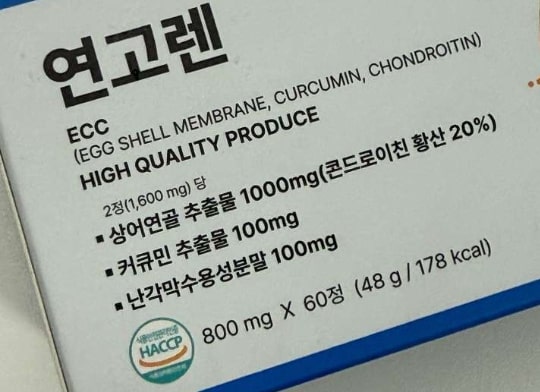 연고렌
ECC
(EGG SHELL MEMBRANE, CURCUMIN, CHONDROITIN)
HIGH QUALITY PRODUCE
2정(1,600 mg) 당
▪ 상어연골 추출물 1000mg(콘드로이친 황산 20%)
▪ 커큐민 추출물 100mg
▪ 난각막수용성분말 100mg
HACCP
800 mg X 60정 (48 g / 178 kcal)